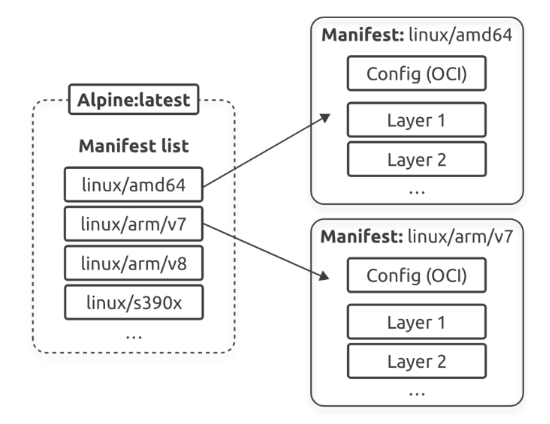 Alpine:latest
Manifest list
linux/amd64
linux/arm/v7
linux/arm/v8
linux/s390x
...
Manifest: linux/amd64
Config (OCI)
Layer 1
Layer 2
...
Manifest: linux/arm/v7
Config (OCI)
Layer 1
Layer 2
...